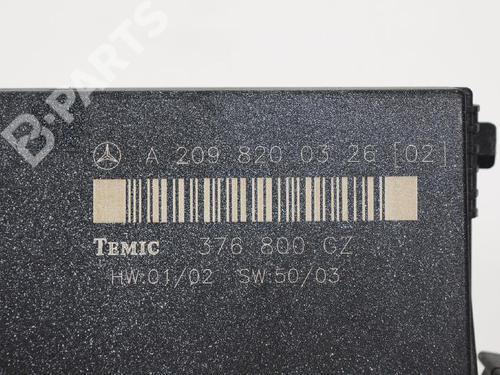 B-PARTS
A 209 820 03 26 [02]
TEMIC 376 800 GZ
HW:01/02 SW:50/03